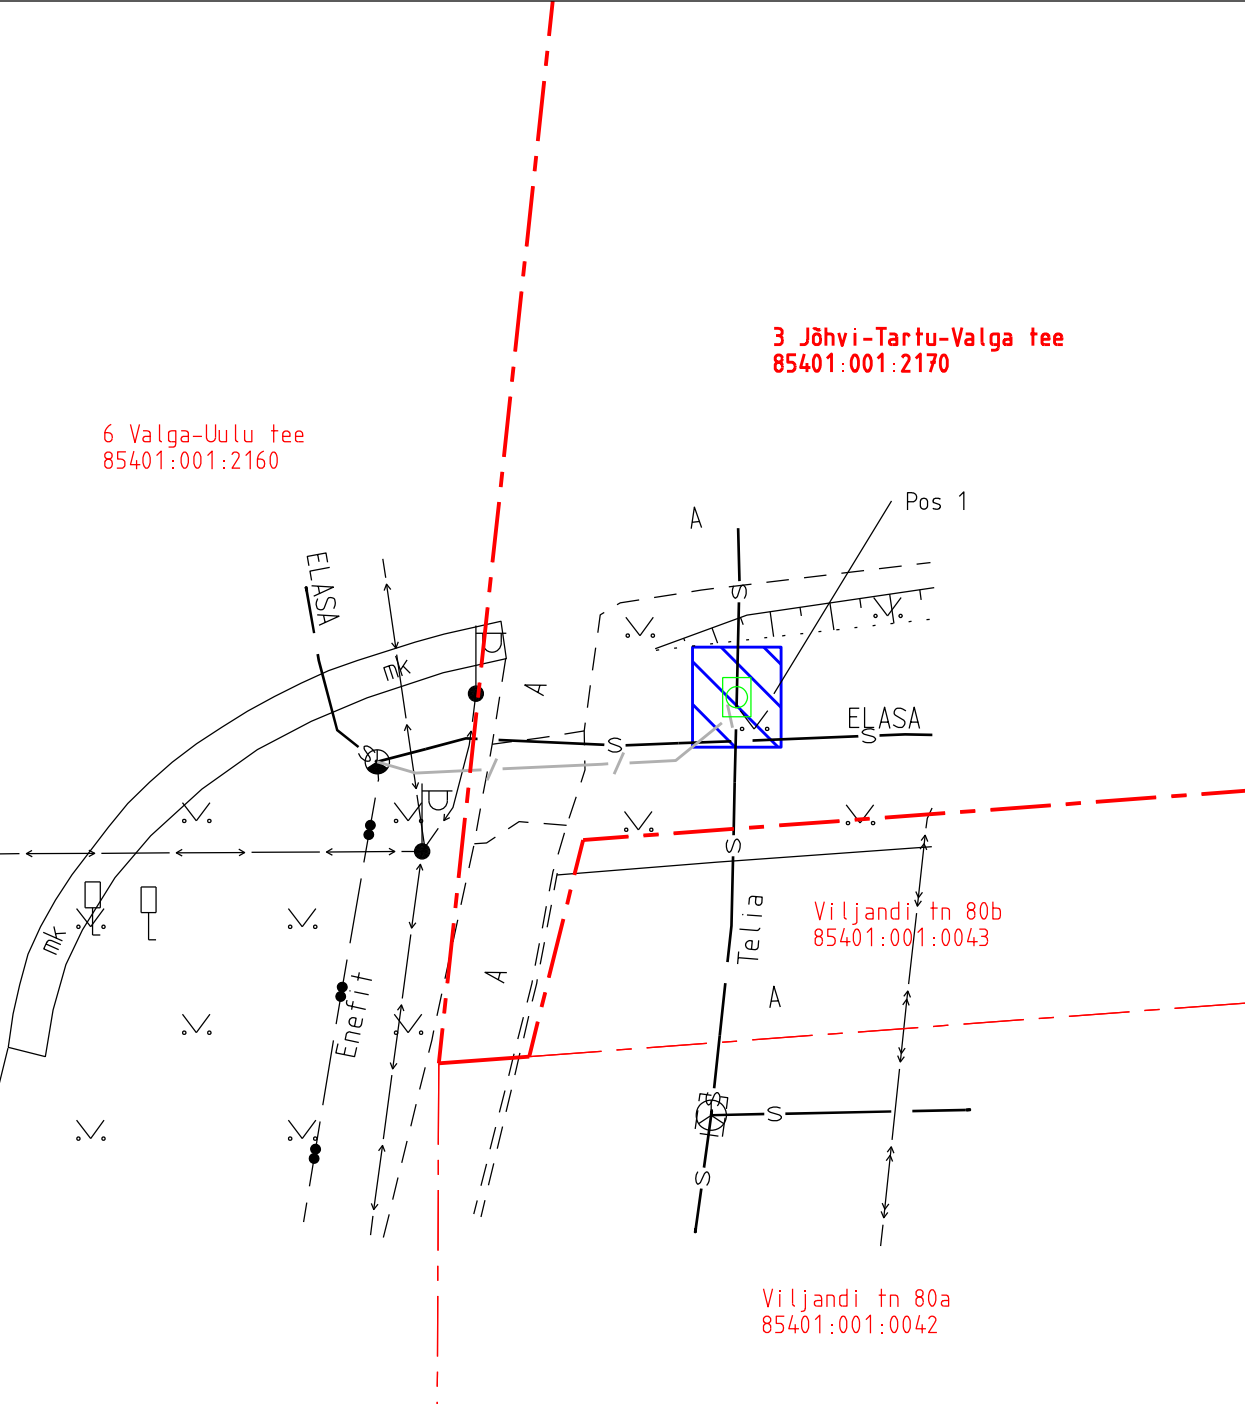 3 Jõhvi-Tartu-Valga tee
85401:001:2170
6 Valga-Uulu tee
85401:001:2160
Pos 1
A
S
ELASA
mk
A
ELASA
S
S
S
S
Viljandi tn 80b
85401:001:0043
Telia
mk
A
A
Enefit
S
S
S
Viljandi tn 80a
85401:001:0042